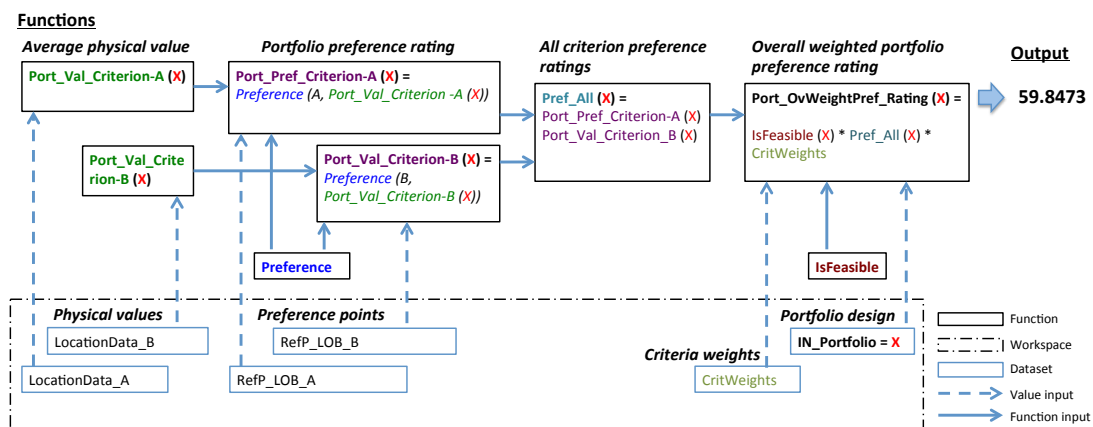 Functions
Average physical value
Portfolio preference rating
All criterion preference
ratings
Overall weighted portfolio
preference rating
Output
Port_Val_Criterion-A (X)
Port_Pref_Criterion-A (X) =
Preference (A, Port_Val_Criterion -A (X))
Pref_All (X) =
Port_Pref_Criterion-A (X)
Port_Val_Criterion_B (X)
Port_OvWeightPref_Rating (X) =
IsFeasible (X) * Pref_All (X) *
CritWeights
59.8473
Port_Val_Crite
rion-B (X)
Port_Val_Criterion-B (X) =
Preference (B,
Port_Val_Criterion-B (X))
Preference
IsFeasible
Physical values
Preference points
Portfolio design
LocationData_B
RefP_LOB_B
IN_Portfolio = X
Criteria weights
LocationData_A
RefP_LOB_A
CritWeights
Function
Workspace
Dataset
Value input
Function input